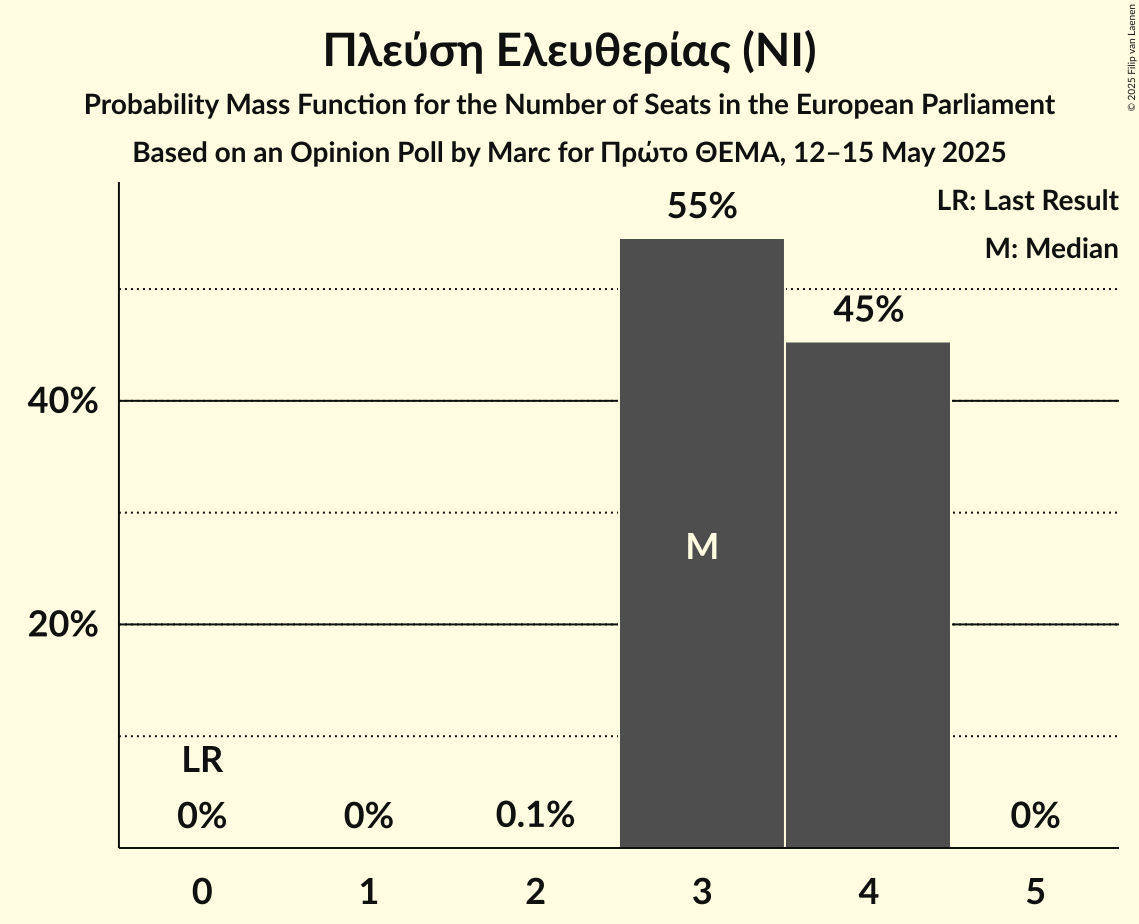 Πλεύση Ελευθερίας (NI)
Probability Mass Function for the Number of Seats in the European Parliament
Based on an Opinion Poll by Marc for Πρώτο ΘΕΜΑ, 12–15 May 2025
© 2025 Filip van Laenen
LR: Last Result
M: Median
55%
45%
40%
M
20%
LR
0%
0%
0.1%
0%
0
1
2
3
4
5